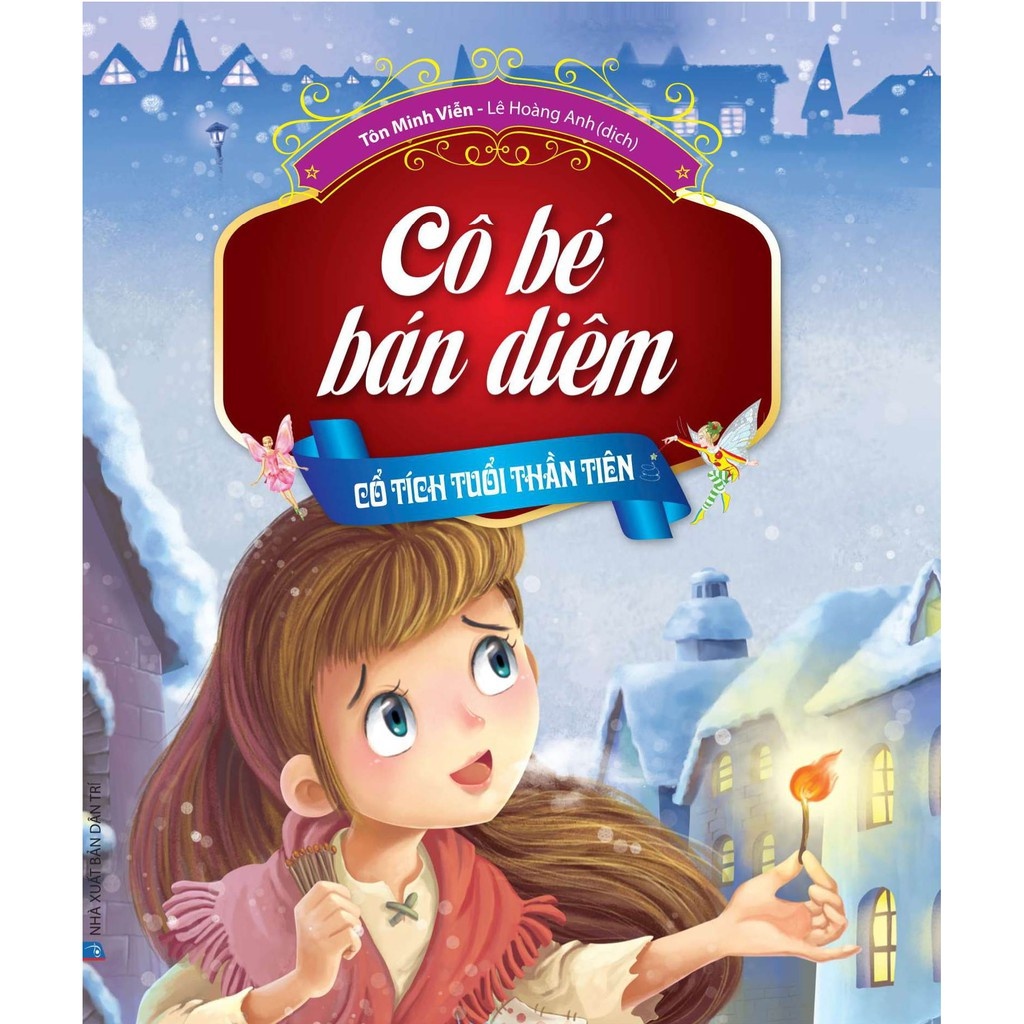 Tôn Minh Viễn - Lê Hoàng Anh (dịch)
Cô bé
bán diêm
CỔ TÍCH TUỔI THẦN TIÊN
NHÀ XUẤT BẢN DÂN TRÍ